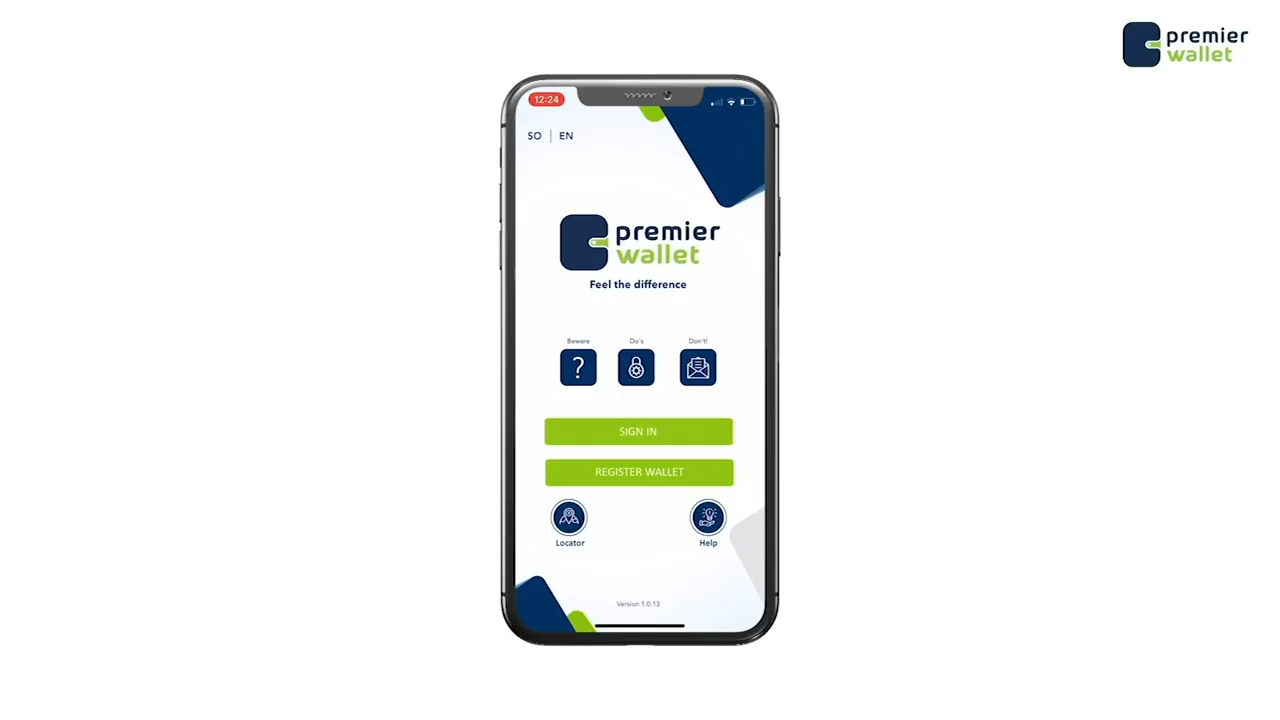 premier
wallet
12:24
SO | EN
premier
wallet
Feel the difference
Beware
Do's
Don't!
?
SIGN IN
REGISTER WALLET
Locator
Help
Version 1.0.13